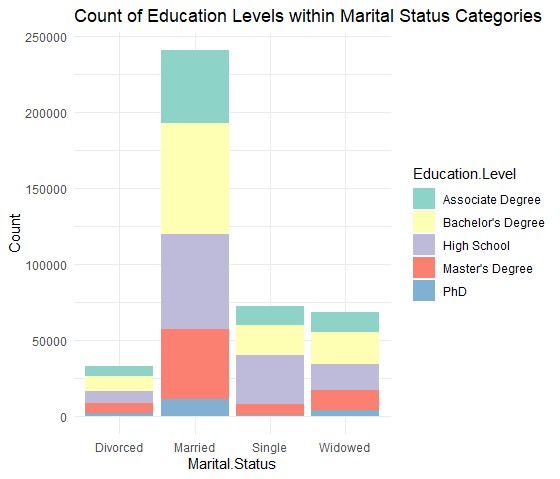 Count of Education Levels within Marital Status Categories
250000
200000
150000
100000
50000
0
Count
Divorced Married Single Widowed
Marital.Status
Education.Level
Associate Degree
Bachelor's Degree
High School
Master's Degree
PhD